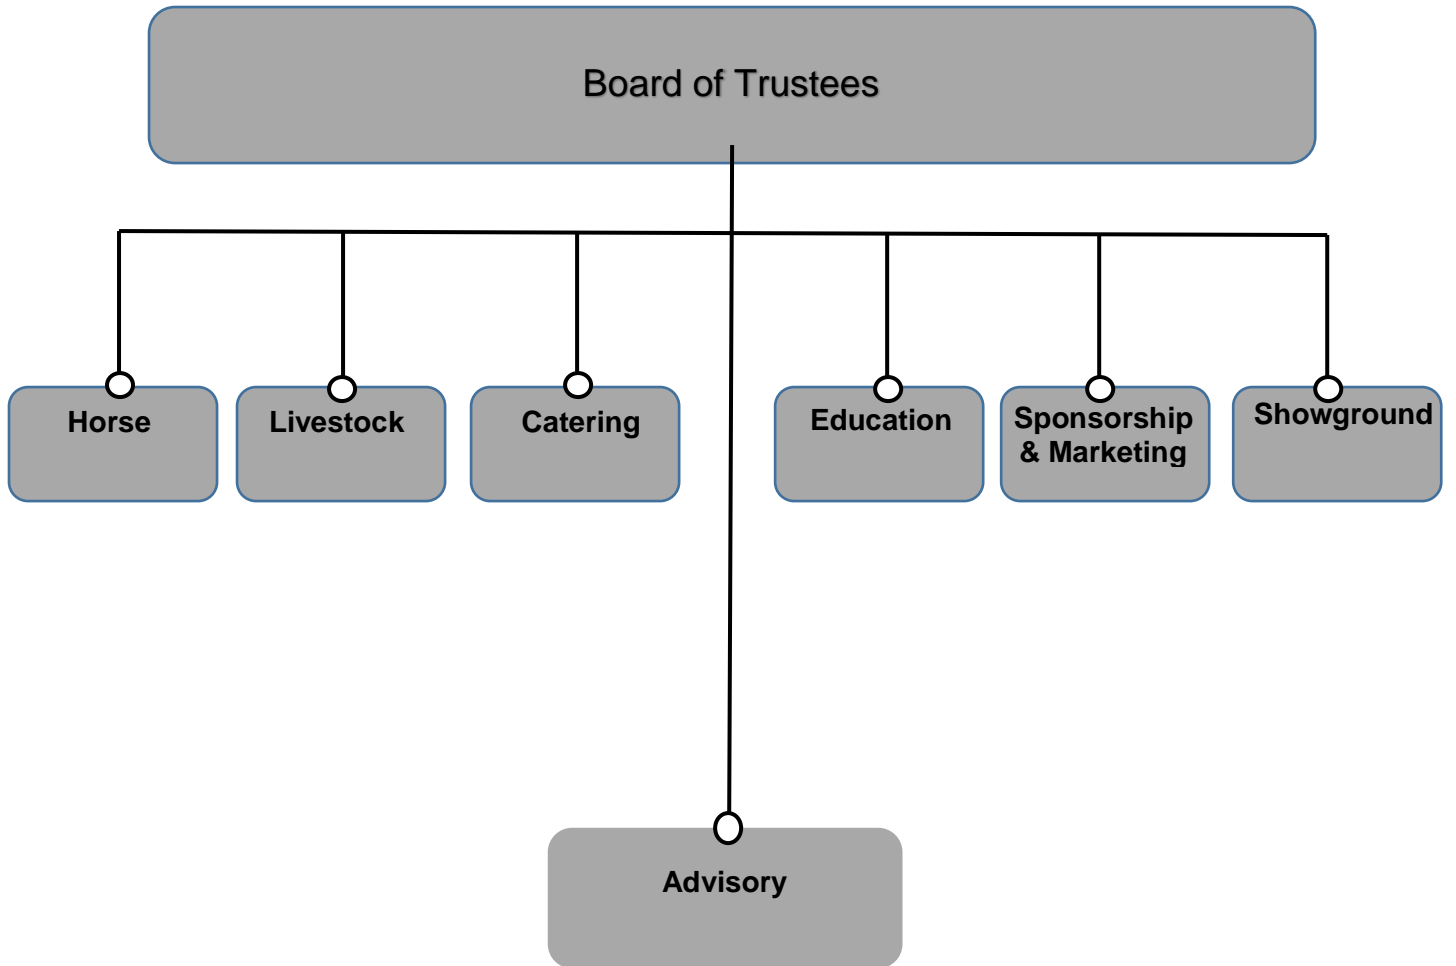 Board of Trustees
Horse
Livestock
Catering
Education
Sponsorship
& Marketing
Showground
Advisory